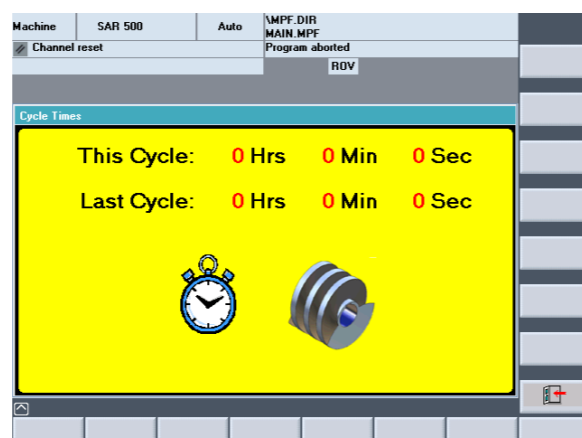 Machine SAR 500 Auto \MPF.DIR
MAIN.MPF
Channel reset Program aborted
ROV
Cycle Times
This Cycle: 0 Hrs 0 Min 0 Sec
Last Cycle: 0 Hrs 0 Min 0 Sec